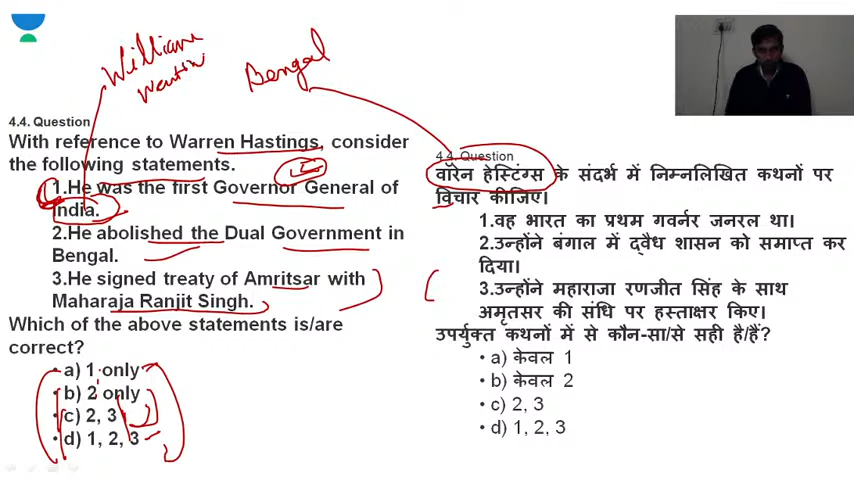 William
Bengal
4.4. Question
With reference to Warren Hastings, consider
the following statements.
1.He was the first Governor General of
India.
2.He abolished the Dual Government in
Bengal.
3.He signed treaty of Amritsar with
Maharaja Ranjit Singh.
Which of the above statements is/are
correct?
• a) 1 only
• b) 2 only
• c) 2, 3
• d) 1, 2, 3
4.4. Question
वॉरेन हेस्टिंग्स के संदर्भ में निम्नलिखित कथनों पर
विचार कीजिए।
1.वह भारत का प्रथम गवर्नर जनरल था।
2.उन्होंने बंगाल में द्वैध शासन को समाप्त कर
दिया।
3.उन्होंने महाराजा रणजीत सिंह के साथ
अमृतसर की संधि पर हस्ताक्षर किए।
उपर्युक्त कथनों में से कौन-सा/से सही है/हैं?
• a) केवल 1
• b) केवल 2
• c) 2, 3
• d) 1, 2, 3